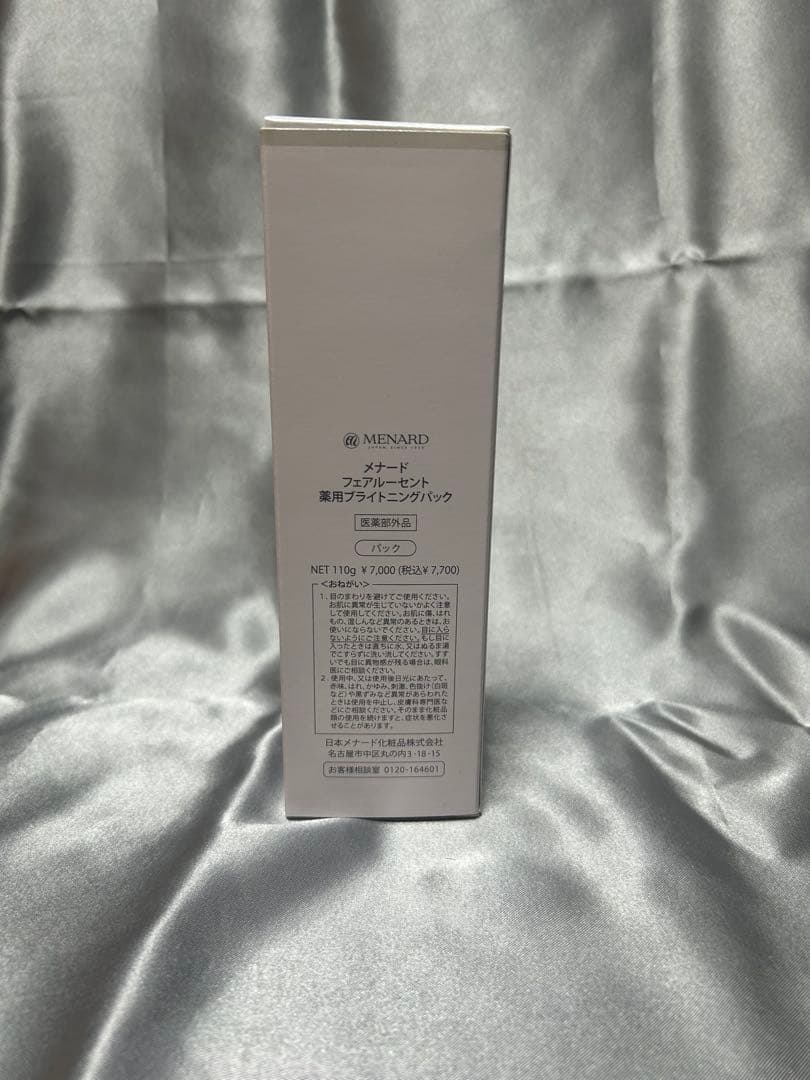 MENARD
JAPAN, SINCE 1959
メナード
フェアルーセント
薬用ブライトニングパック
医薬部外品
パック
NET 110g ¥7,000 (税込¥7,700)
<おねがい>
1. 目のまわりを避けてご使用ください。
お肌に異常が生じていないかよく注意
して使用してください。お肌に傷、はれ
もの、湿しんなど異常のあるときは、お
使いにならないでください。目に入ら
ないようにご注意ください。もし目に
入ったときは直ちに水、又はぬるま湯
でこすらずに洗い流してください。すす
いでも目に異物感が残る場合は、眼科
医にご相談ください。
2. 使用中、又は使用後日光にあたって、
赤味、はれ、かゆみ、刺激、色抜け(白斑
など)や黒ずみなど異常があらわれた
ときは使用を中止し、皮膚科専門医な
どにご相談ください。そのまま化粧品
類の使用を続けますと、症状を悪化さ
せることがあります。
日本メナード化粧品株式会社
名古屋市中区丸の内3-18-15
お客様相談室 0120-164601